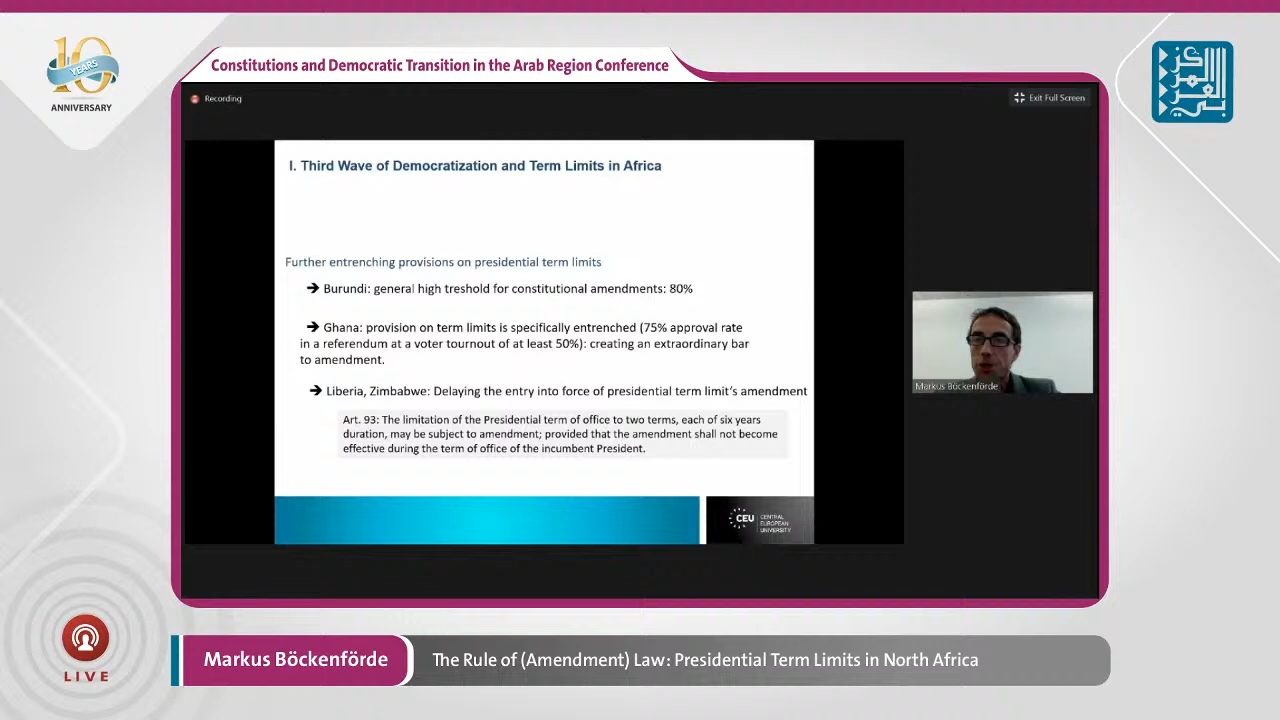 10
YEARS
ANNIVERSARY
Constitutions and Democratic Transition in the Arab Region Conference
المركز
العربي
Recording
Exit Full Screen
I. Third Wave of Democratization and Term Limits in Africa
Further entrenching provisions on presidential term limits
➔ Burundi: general high treshold for constitutional amendments: 80%
➔ Ghana: provision on term limits is specifically entrenched (75% approval rate
in a referendum at a voter tournout of at least 50%): creating an extraordinary bar
to amendment.
➔ Liberia, Zimbabwe: Delaying the entry into force of presidential term limit's amendment
Art. 93: The limitation of the Presidential term of office to two terms, each of six years
duration, may be subject to amendment; provided that the amendment shall not become
effective during the term of office of the incumbent President.
CEU
CENTRAL
EUROPEAN
UNIVERSITY
Markus Böckenförde
LIVE
Markus Böckenförde
The Rule of (Amendment) Law: Presidential Term Limits in North Africa